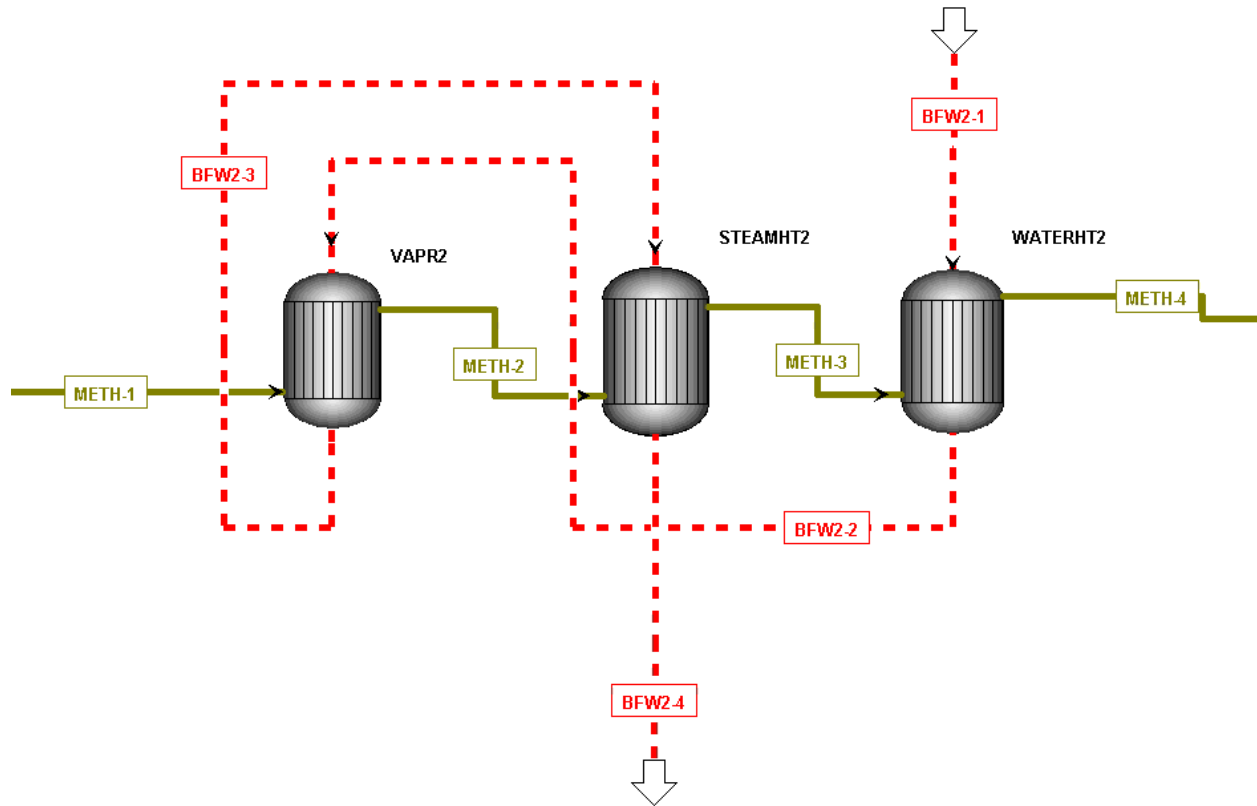 BFW2-1
BFW2-3
STEAMHT2
WATERHT2
VAPR2
METH-4
METH-3
METH-2
METH-1
BFW2-2
BFW2-4